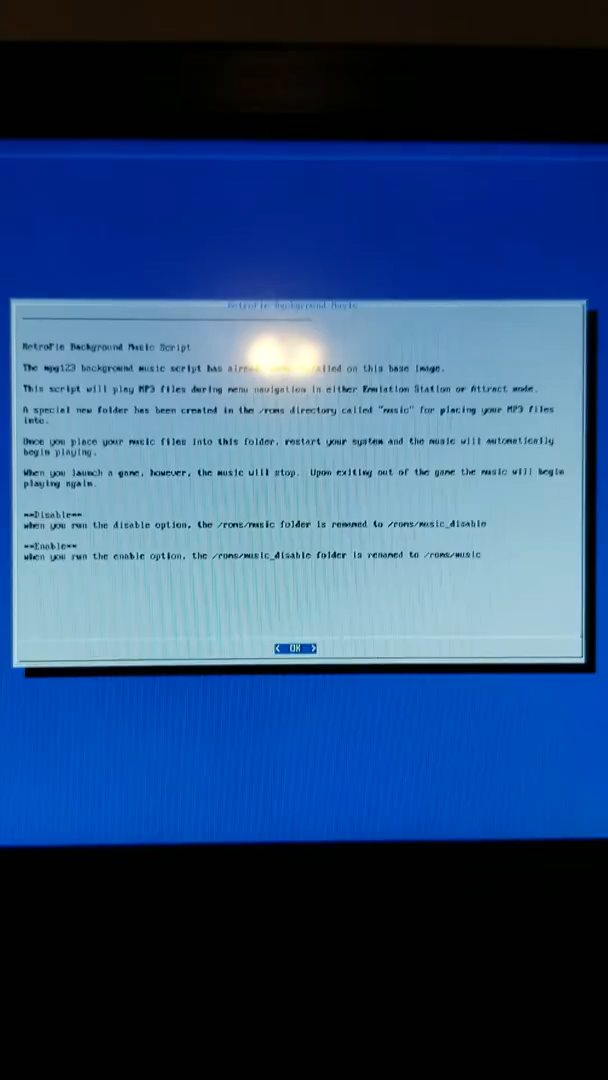 RetroPie Background Music
RetroPie Background Music Script
The mpg123 background music script has already been installed on this base image.
This script will play MP3 files during menu navigation in either Emulation Station or Attract mode.
A special new folder has been created in the /roms directory called "music" for placing your MP3 files
into.
Once you place your music files into this folder, restart your system and the music will automatically
begin playing.
When you launch a game, however, the music will stop.  Upon exiting out of the game the music will begin
playing again.
**Disable**
when you run the disable option, the /roms/music folder is renamed to /roms/music_disable
**Enable**
when you run the enable option, the /roms/music_disable folder is renamed to /roms/music
< OK >